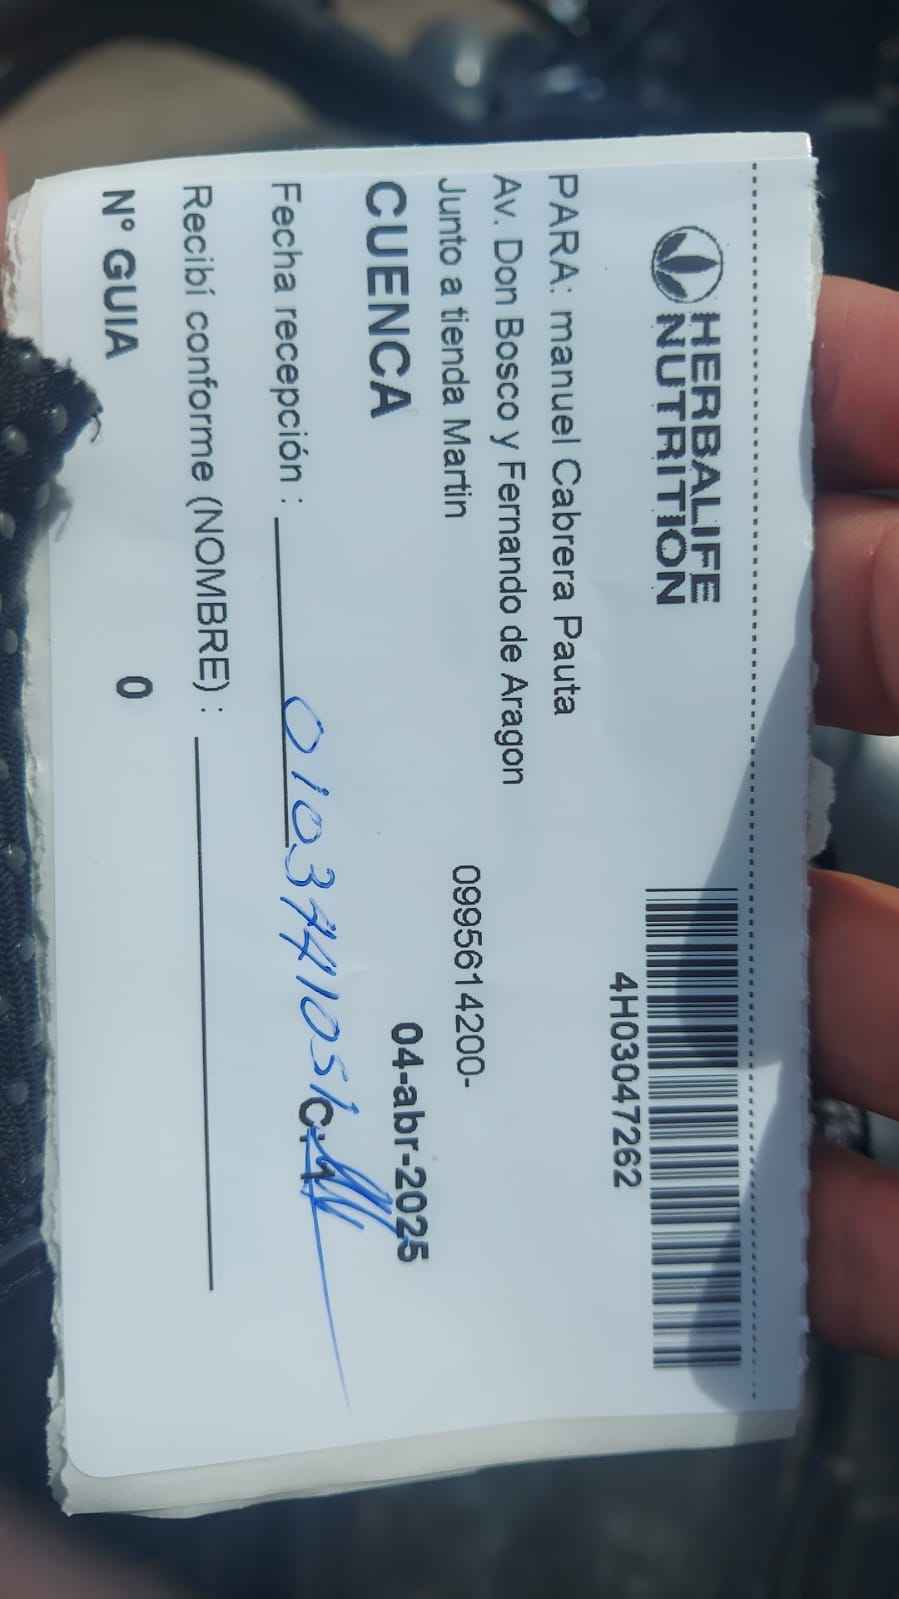 HERBALIFE
NUTRITION
4H03047262
PARA: manuel Cabrera Pauta
Av. Don Bosco y Fernando de Aragon
Junto a tienda Martin
0995614200-
CUENCA
04-abr-2025
Fecha recepción :
Recibí conforme (NOMBRE) :
N° GUIA 0